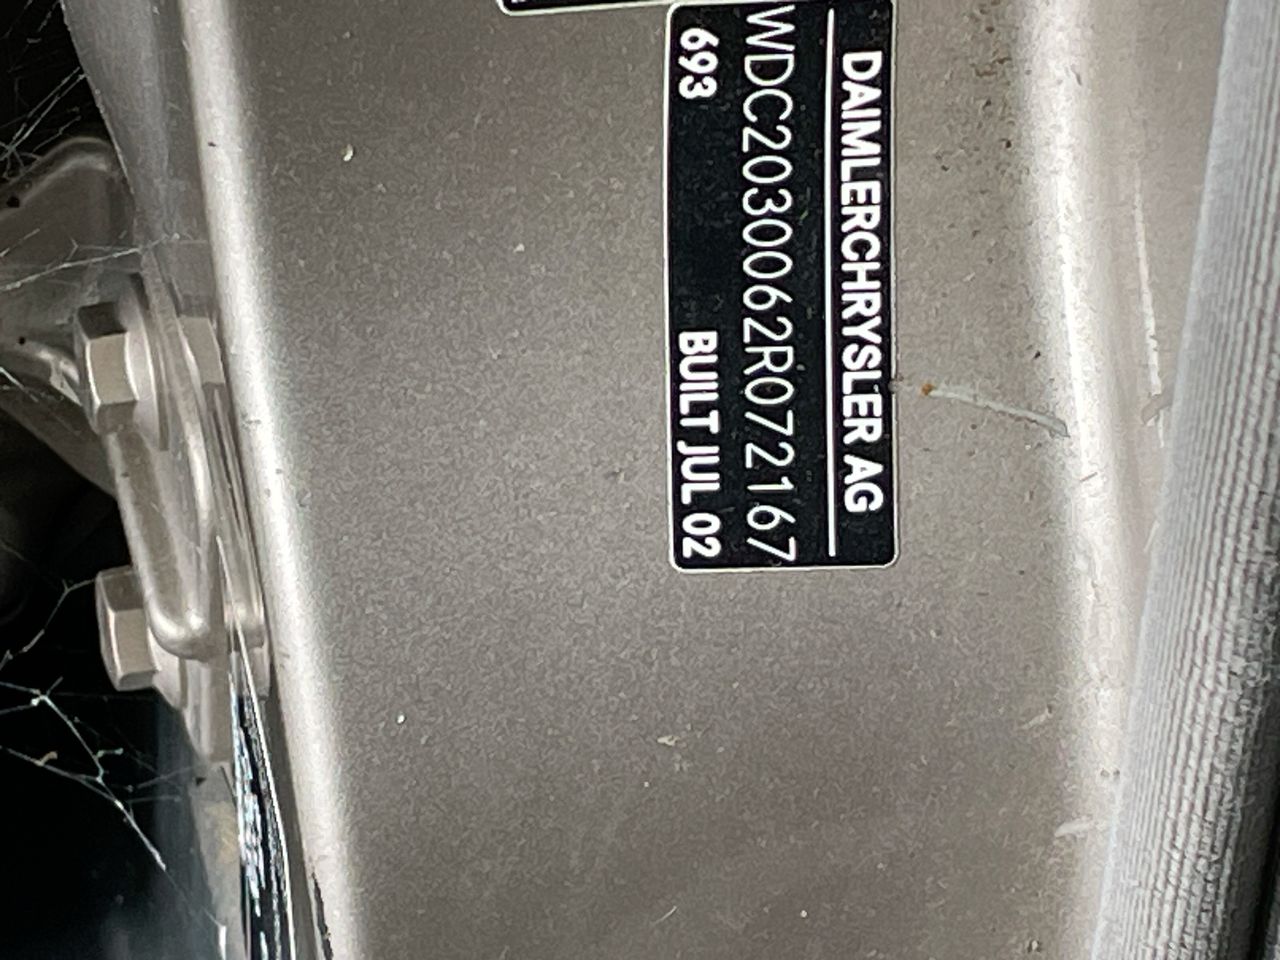 DAIMLERCHRYSLER AG
WDC2030062R072167
693 BUILT JUL 02